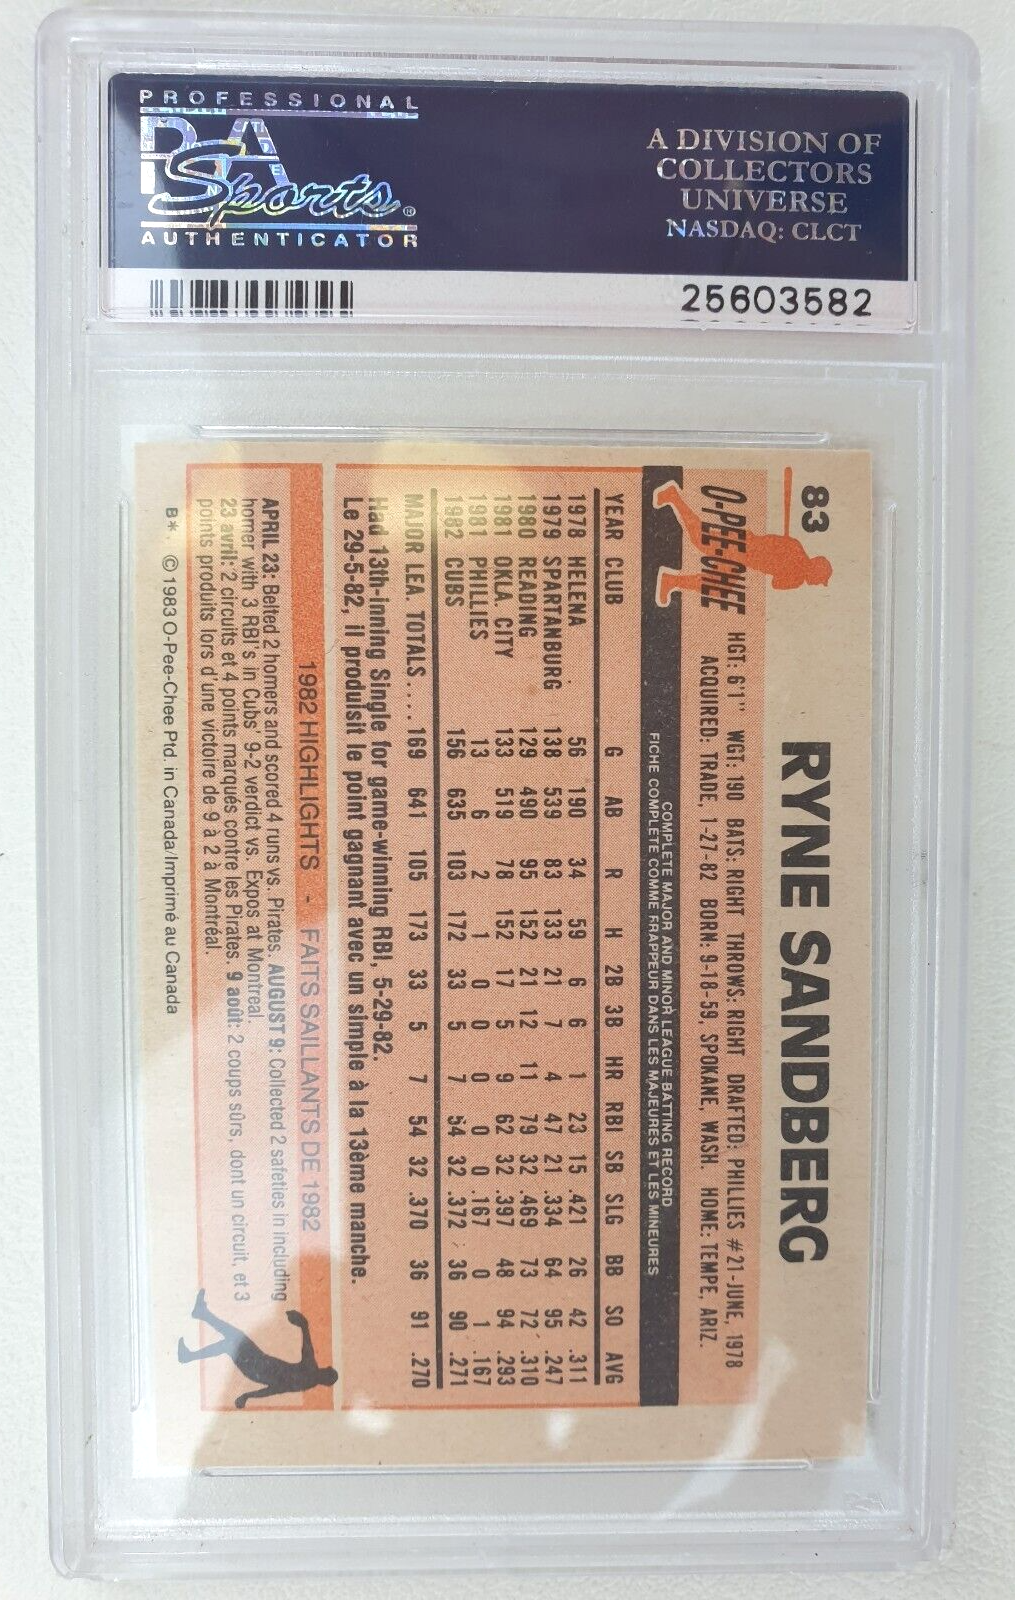 PROFESSIONAL
PSA
Sports®
AUTHENTICATOR
A DIVISION OF
COLLECTORS
UNIVERSE
NASDAQ: CLCT
25603582
83
RYNE SANDBERG
O-PEE-CHEE
HGT: 6'1" WGT: 190 BATS: RIGHT THROWS: RIGHT DRAFTED: PHILLIES #21-JUNE, 1978
ACQUIRED: TRADE, 1-27-82 BORN: 9-18-59, SPOKANE, WASH. HOME: TEMPE, ARIZ.
COMPLETE MAJOR AND MINOR LEAGUE BATTING RECORD
FICHE COMPLÈTE COMME FRAPPEUR DANS LES MAJEURES ET LES MINEURES
YEAR CLUB G AB R H 2B 3B HR RBI SB SLG BB SO AVG
1978 HELENA 56 190 34 59 6 6 1 23 15 .421 26 42 .311
1979 SPARTANBURG 138 539 83 133 21 7 4 47 21 .334 64 95 .247
1980 READING 129 490 95 152 21 12 11 79 32 .469 73 72 .310
1981 OKLA. CITY 133 519 78 152 17 5 9 62 32 .397 48 94 .293
1981 PHILLIES 13 6 2 1 0 0 0 0 0 .167 0 1 .167
1982 CUBS 156 635 103 172 33 5 7 54 32 .372 36 90 .271
MAJOR LEA. TOTALS.... 169 641 105 173 33 5 7 54 32 .370 36 91 .270
Had 13th-inning Single for game-winning RBI, 5-29-82.
Le 29-5-82, il produisit le point gagnant avec un simple à la 13ème manche.
1982 HIGHLIGHTS - FAITS SAILLANTS DE 1982
APRIL 23: Belted 2 homers and scored 4 runs vs. Pirates. AUGUST 9: Collected 2 safeties in including
homer with 3 RBI's in Cubs' 9-2 verdict vs. Expos at Montreal.
23 avril: 2 circuits et 4 points marqués contre les Pirates. 9 août: 2 coups sûrs, dont un circuit, et 3
points produits lors d'une victoire de 9 à 2 à Montréal.
B*. © 1983 O-Pee-Chee Ptd. in Canada/Imprimé au Canada